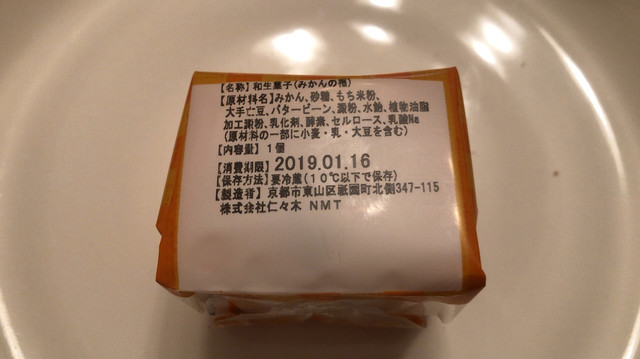 【名称】和生菓子(みかんの
【原材料名】みかん、砂糖、もち米粉、
大手亡豆、バタービーン、澱粉、水飴、植物油脂
加工澱粉、乳化剤、酵素、セルロース、乳酸Na
(原材料の一部に小麦・乳・大豆を含む)
【内容量】1個
【消費期限】2019.01.16
【保存方法】要冷蔵(10℃以下で保存)
【製造者】京都市東山区祇園町北側347-115
株式会社仁々木 NMT